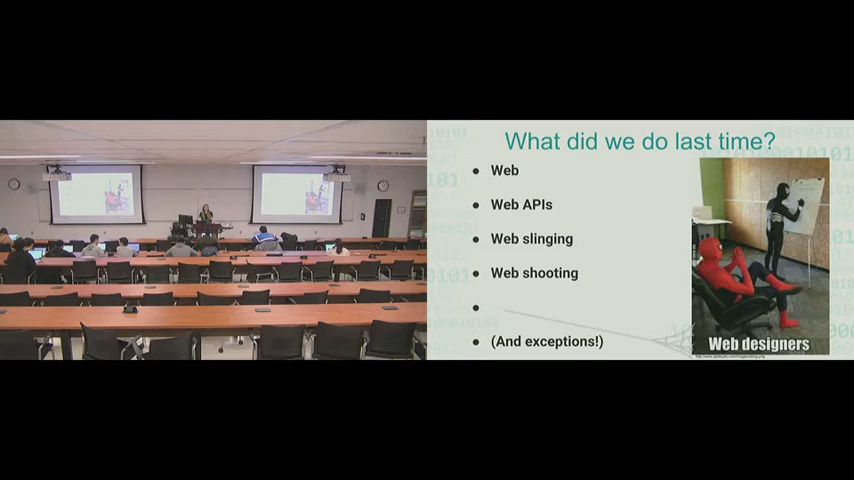 What did we do last time?
Web
Web APIs
Web slinging
Web shooting
(And exceptions!)
Web designers